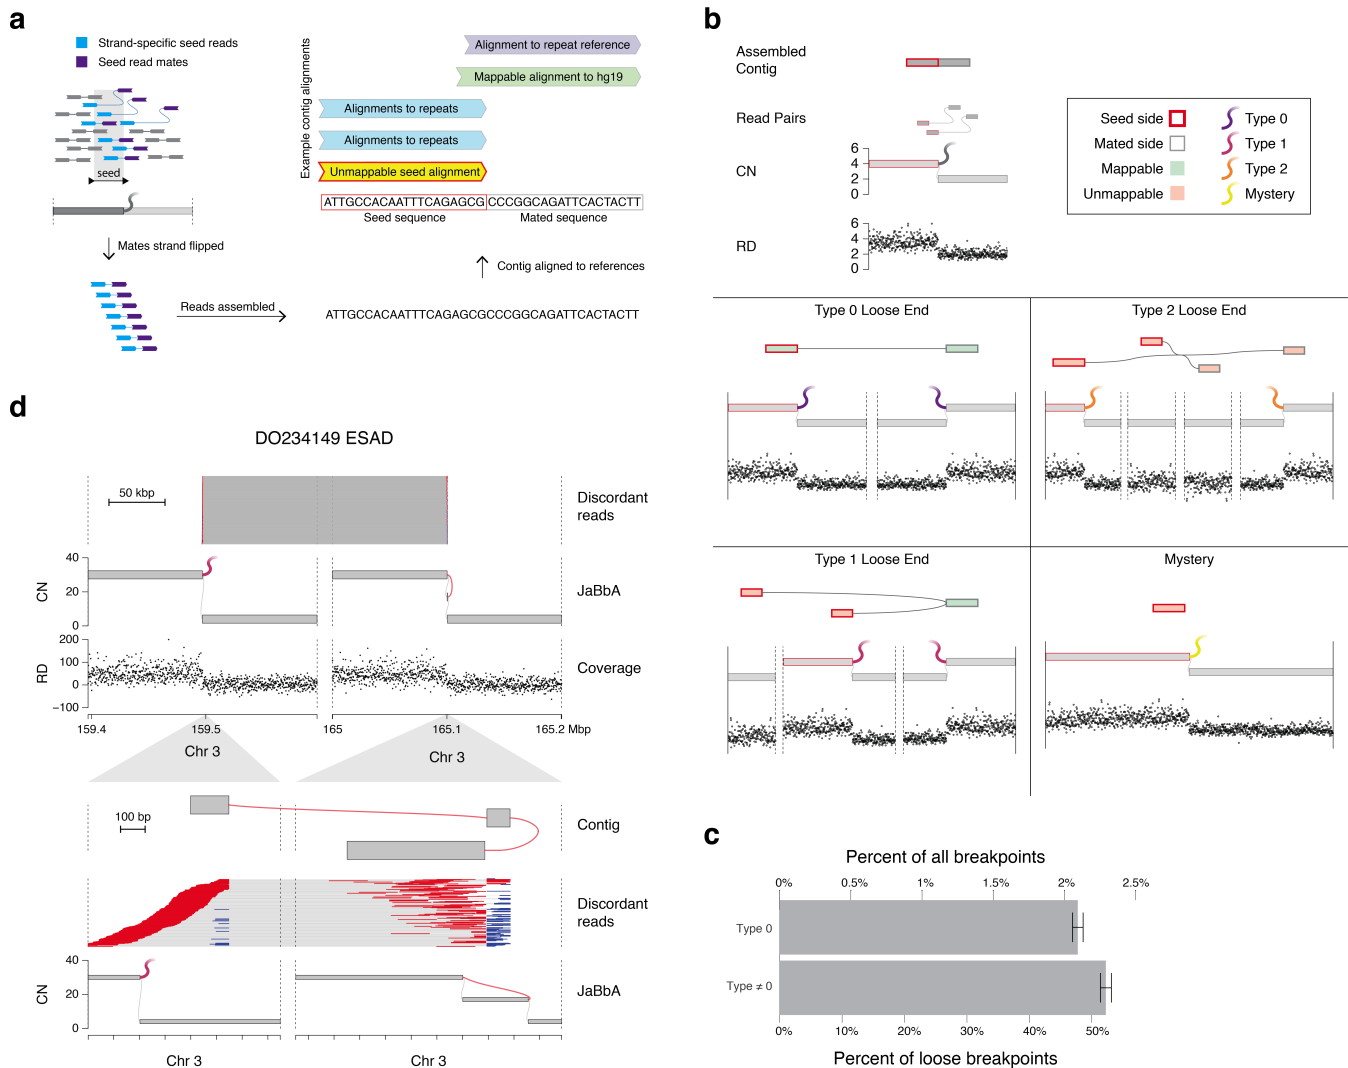 a
Strand-specific seed reads
Seed read mates
seed
Mates strand flipped
Reads assembled
Example contig alignments
Alignment to repeat reference
Mappable alignment to hg19
Alignments to repeats
Alignments to repeats
Unmappable seed alignment
ATTGCCACAATTTCAGAGCGCCCGGCAGATTCACTACTT
Seed sequence
Mated sequence
Contig aligned to references
ATTGCCACAATTTCAGAGCGCCCGGCAGATTCACTACTT
b
Assembled
Contig
Read Pairs
CN
6
4
2
0
RD
6
4
2
0
Seed side
Mated side
Mappable
Unmappable
Type 0
Type 1
Type 2
Mystery
Type 0 Loose End
Type 2 Loose End
Type 1 Loose End
Mystery
c
Percent of all breakpoints
0% 0.5% 1% 1.5% 2% 2.5%
Type 0
Type ≠ 0
0% 10% 20% 30% 40% 50%
Percent of loose breakpoints
d
DO234149 ESAD
50 kbp
Discordant
reads
CN
40
20
0
JaBbA
RD
200
100
0
−100
Coverage
159.4 159.5 165 165.1 165.2 Mbp
Chr 3 Chr 3
100 bp
Contig
Discordant
reads
CN
40
20
0
JaBbA
Chr 3 Chr 3